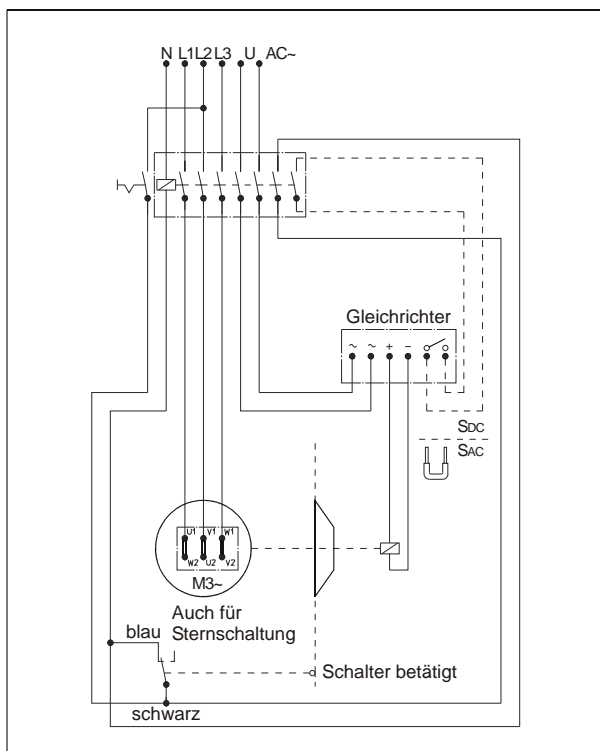 N L1 L2 L3 U AC~
Gleichrichter
~ ~ + −
SDC
SAC
U1 V1 W1
W2 U2 V2
M3~
Auch für
Sternschaltung
blau
Schalter betätigt
schwarz